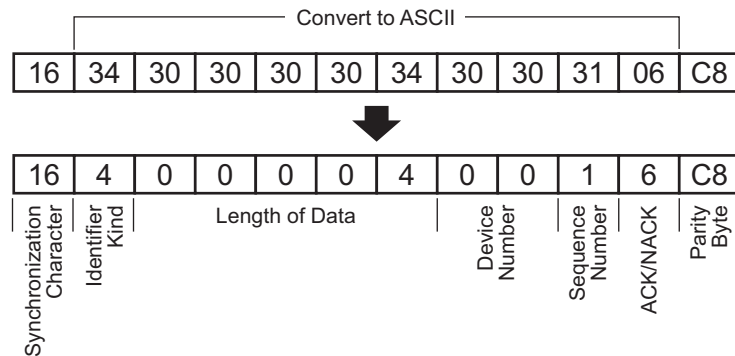 Convert to ASCII
16 34 30 30 30 30 34 30 30 31 06 C8
16 4 0 0 0 0 4 0 0 1 6 C8
Synchronization
Character
Identifier
Kind
Length of Data
Device
Number
Sequence
Number
ACK/NACK
Parity
Byte